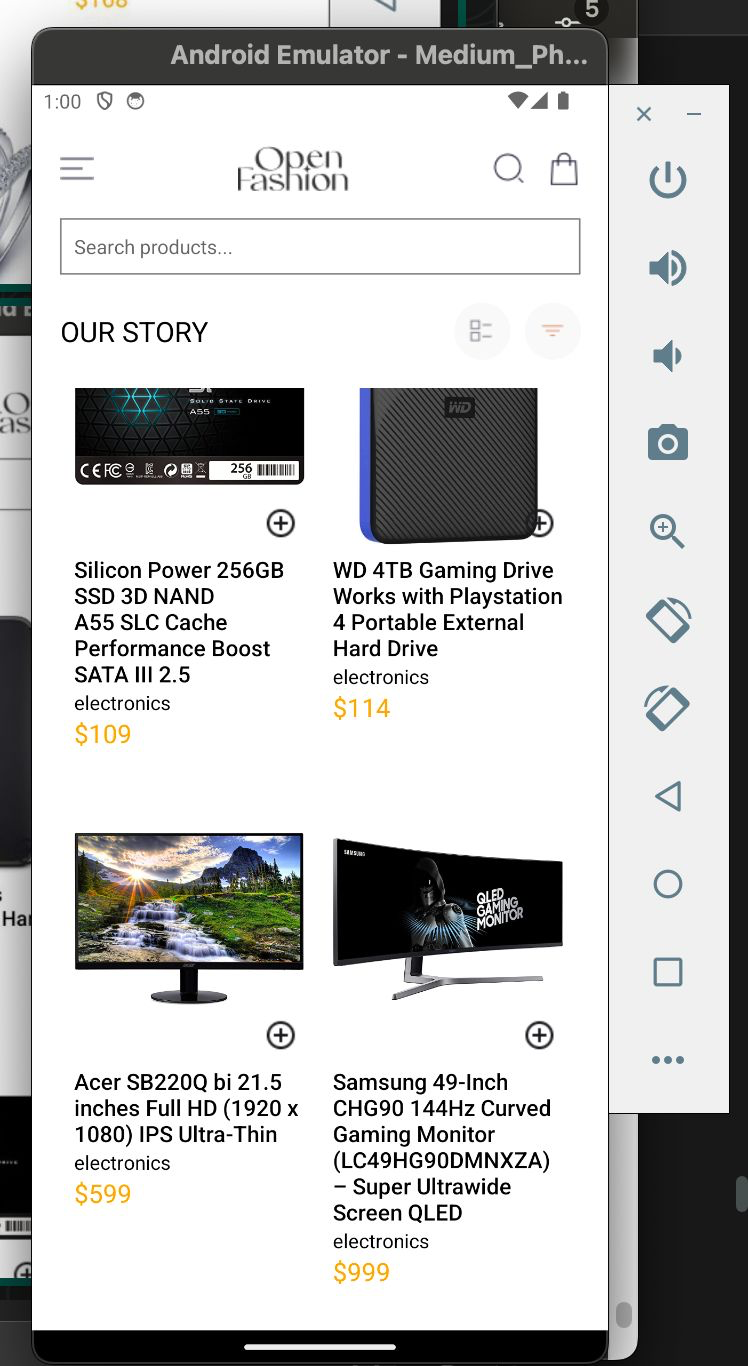 $168
5
Android Emulator - Medium_Ph...
1:00
Open
Fashion
Search products...
OUR STORY
SOLID STATE DRIVE
A55
256
GB
WD
Silicon Power 256GB
SSD 3D NAND
A55 SLC Cache
Performance Boost
SATA III 2.5
electronics
$109
WD 4TB Gaming Drive
Works with Playstation
4 Portable External
Hard Drive
electronics
$114
SAMSUNG
QLED
GAMING
MONITOR
acer
Acer SB220Q bi 21.5
inches Full HD (1920 x
1080) IPS Ultra-Thin
electronics
$599
Samsung 49-Inch
CHG90 144Hz Curved
Gaming Monitor
(LC49HG90DMNXZA)
– Super Ultrawide
Screen QLED
electronics
$999